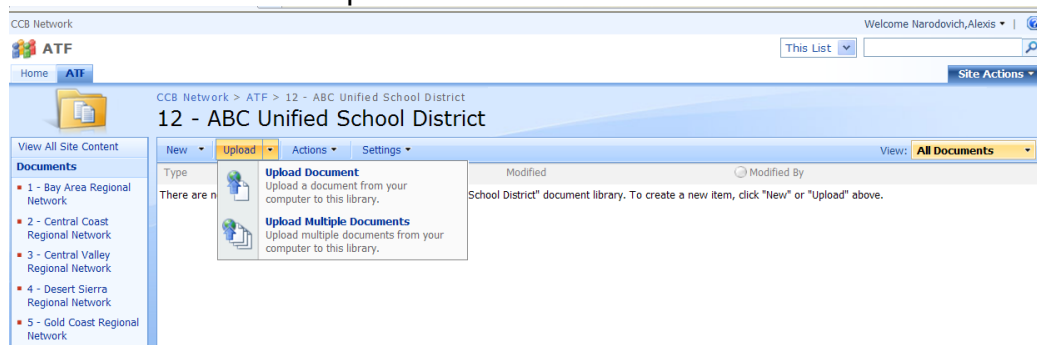 CCB Network
Welcome Narodovich,Alexis
ATF
This List
Home ATF
Site Actions
CCB Network > ATF > 12 - ABC Unified School District
12 - ABC Unified School District
View All Site Content
New Upload Actions Settings
View: All Documents
Documents
Type
Modified
Modified By
Upload Document
Upload a document from your
computer to this library.
There are n
School District" document library. To create a new item, click "New" or "Upload" above.
Upload Multiple Documents
Upload multiple documents from your
computer to this library.
1 - Bay Area Regional
Network
2 - Central Coast
Regional Network
3 - Central Valley
Regional Network
4 - Desert Sierra
Regional Network
5 - Gold Coast Regional
Network